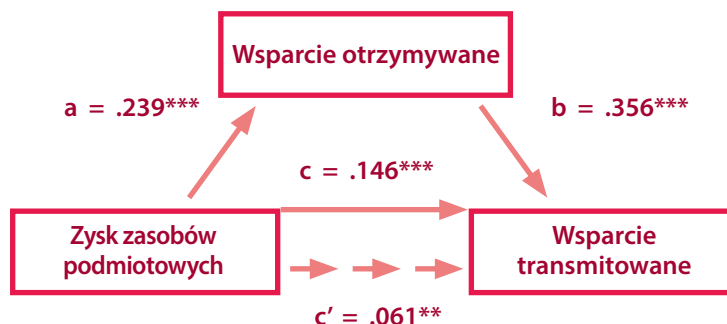 Wsparcie otrzymywane
a = .239***
b = .356***
c = .146***
Zysk zasobów
podmiotowych
Wsparcie
transmitowane
c' = .061**